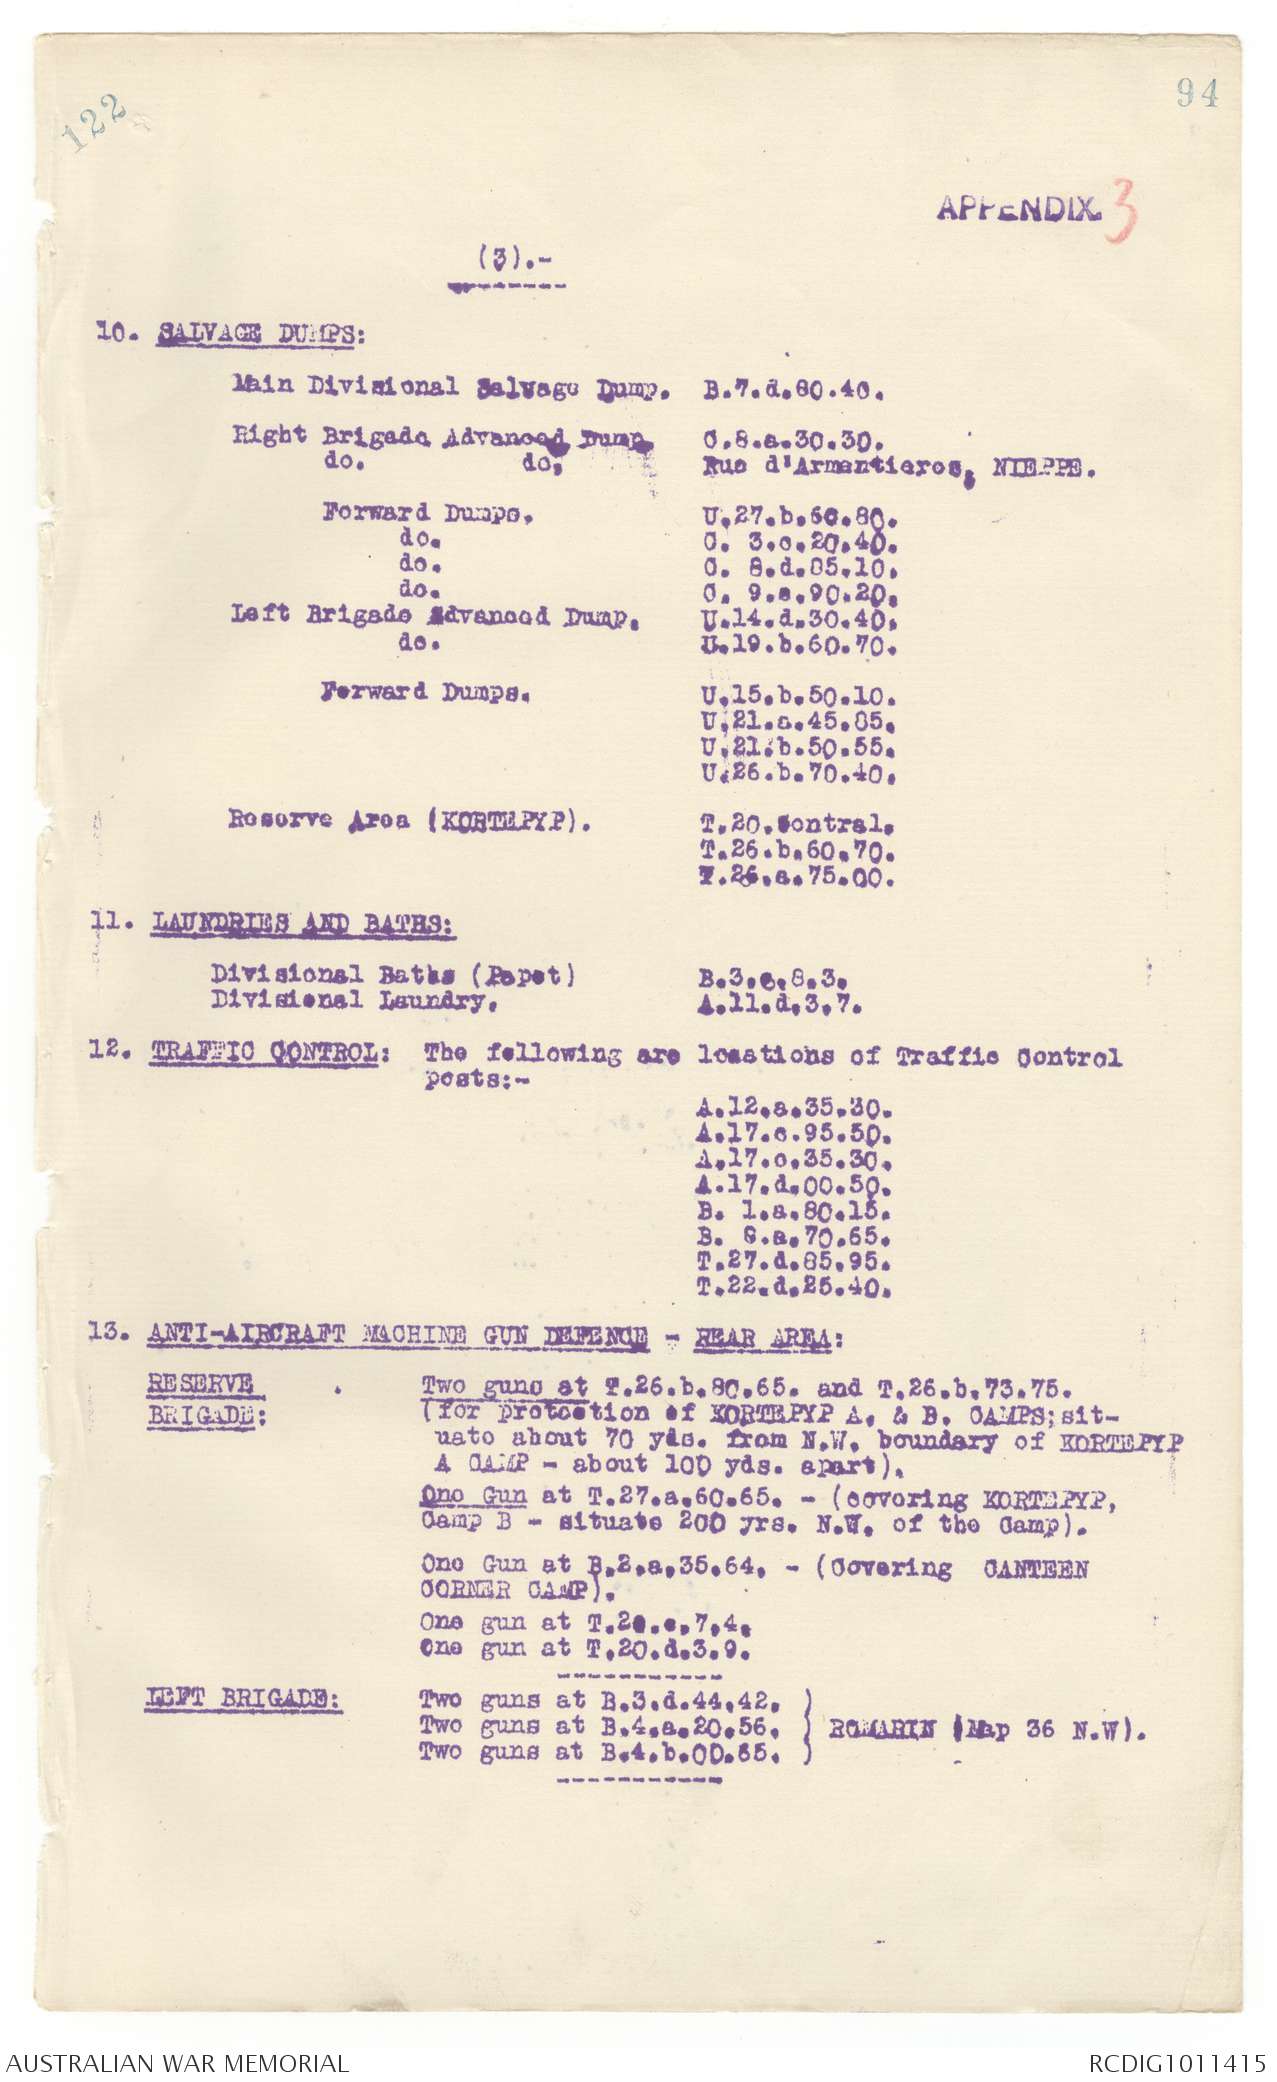 122
94
APPENDIX. 3
(3).-
10. SALVAGE DUMPS:
Main Divisional Salvage Dump. B.7.d.80.40.
Right Brigade Advanced Dump C.8.a.30.30.
do. do. Rue d'Armentieres, NIEPPE.
Forward Dumps. U.27.b.60.80.
do. C. 3.c.20.40.
do. C. 8.d.85.10.
do. C. 9.a.90.20.
Left Brigade Advanced Dump. U.14.d.30.40.
do. U.19.b.60.70.
Forward Dumps. U.15.b.50.10.
U.21.a.45.85.
U.21.b.50.55.
U.26.b.70.40.
Reserve Area (KORTEPYP). T.20.central.
T.26.b.60.70.
T.26.a.75.00.
11. LAUNDRIES AND BATHS:
Divisional Baths (Papot) B.3.c.8.3.
Divisional Laundry. A.11.d.3.7.
12. TRAFFIC CONTROL: The following are locations of Traffic Control
posts:-
A.12.a.35.30.
A.17.c.95.50.
A.17.c.35.30.
A.17.d.00.50.
B. 1.a.80.15.
B. 8.a.70.65.
T.27.d.85.95.
T.22.d.25.40.
13. ANTI-AIRCRAFT MACHINE GUN DEFENCE - REAR AREA:
RESERVE Two guns at T.26.b.80.65. and T.26.b.73.75.
BRIGADE: (for protection of KORTEPYP A. & B. CAMPS; sit-
uate about 70 yds. from N.W. boundary of KORTEPYP
A CAMP - about 100 yds. apart).
One Gun at T.27.a.60.65. - (covering KORTEPYP,
Camp B - situate 200 yrs. N.W. of the Camp).
One Gun at B.2.a.35.64. - (Covering CANTEEN
CORNER CAMP).
One gun at T.20.c.7.4.
One gun at T.20.d.3.9.
-----------
LEFT BRIGADE: Two guns at B.3.d.44.42. )
Two guns at B.4.a.20.56. ) ROMARIN (Map 36 N.W).
Two guns at B.4.b.00.65. )
-----------
AUSTRALIAN WAR MEMORIAL
RCDIG1011415